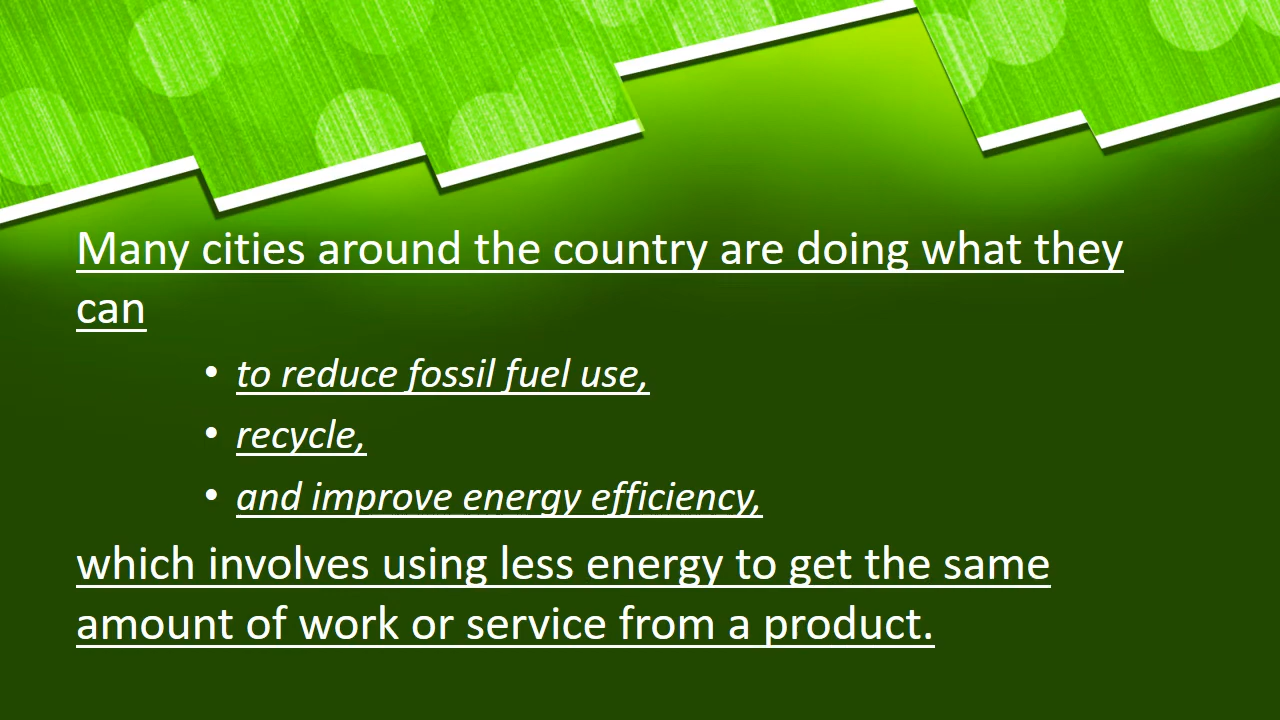 Many cities around the country are doing what they
can
• to reduce fossil fuel use,
• recycle,
• and improve energy efficiency,
which involves using less energy to get the same
amount of work or service from a product.